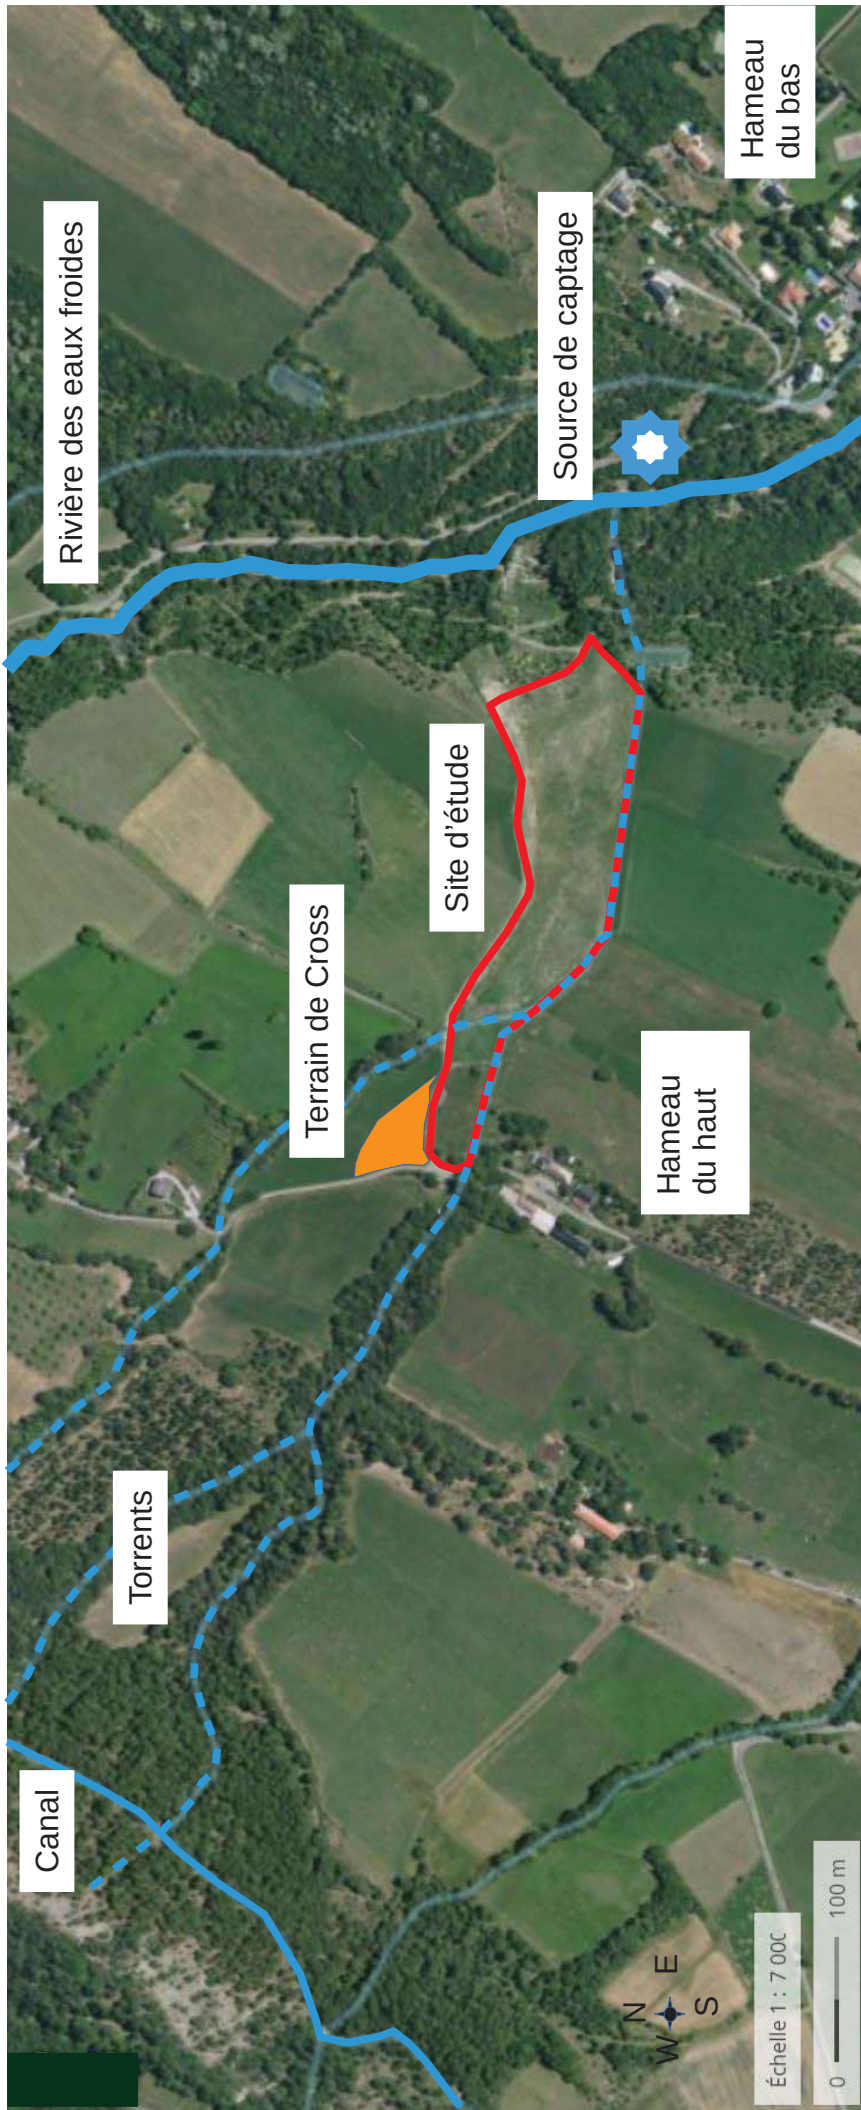 Canal
Torrents
Terrain de Cross
Rivière des eaux froides
Site d'étude
Source de captage
Hameau
du haut
Hameau
du bas
N
W
E
S
Échelle 1 : 7 000
0
100 m